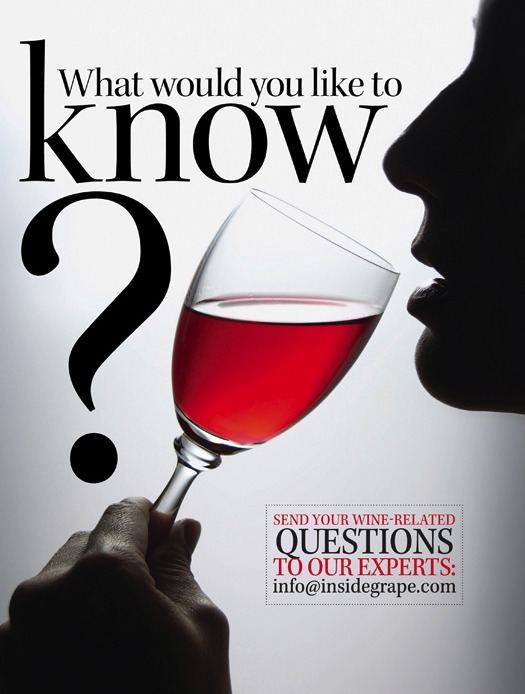 What would you like to
know
?
SEND YOUR WINE-RELATED
QUESTIONS
TO OUR EXPERTS:
info@insidegrape.com